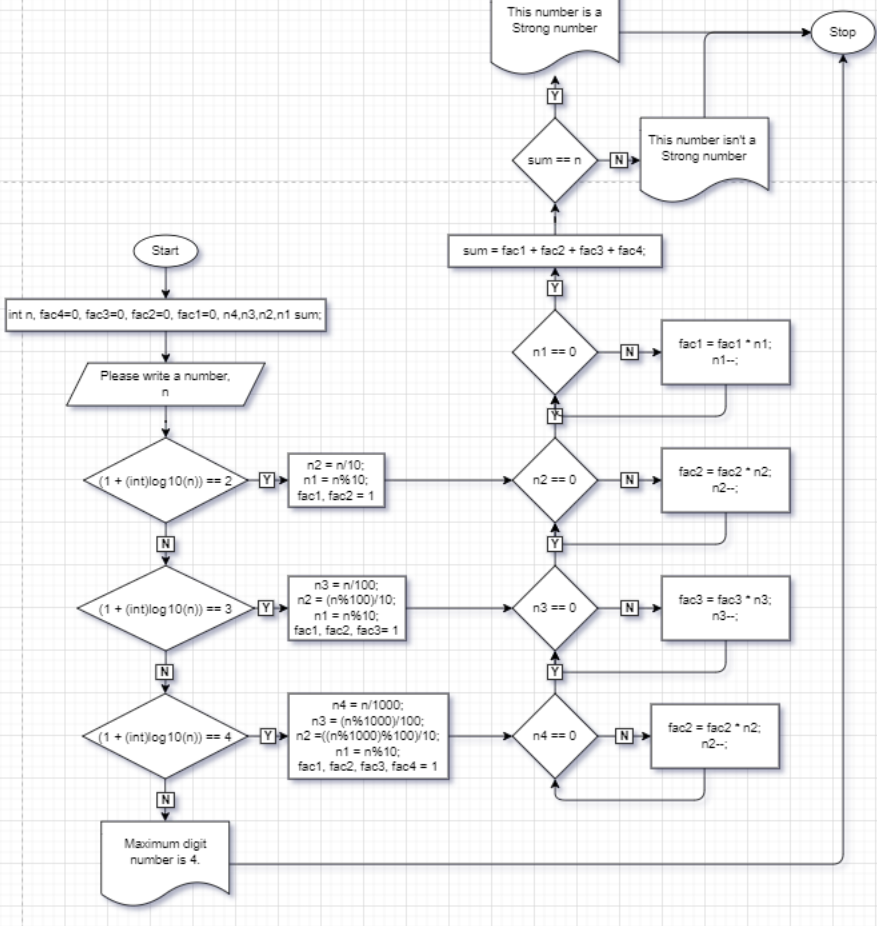 This number is a
Strong number
Stop
Y
sum == n
N
This number isn't a
Strong number
Start
sum = fac1 + fac2 + fac3 + fac4;
Y
int n, fac4=0, fac3=0, fac2=0, fac1=0, n4,n3,n2,n1 sum;
n1 == 0
N
fac1 = fac1 * n1;
n1--;
Please write a number,
n
Y
(1 + (int)log10(n)) == 2
Y
n2 = n/10;
n1 = n%10;
fac1, fac2 = 1
n2 == 0
N
fac2 = fac2 * n2;
n2--;
N
Y
(1 + (int)log10(n)) == 3
Y
n3 = n/100;
n2 = (n%100)/10;
n1 = n%10;
fac1, fac2, fac3= 1
n3 == 0
N
fac3 = fac3 * n3;
n3--;
N
Y
(1 + (int)log10(n)) == 4
Y
n4 = n/1000;
n3 = (n%1000)/100;
n2 =((n%1000)%100)/10;
n1 = n%10;
fac1, fac2, fac3, fac4 = 1
n4 == 0
N
fac2 = fac2 * n2;
n2--;
N
Maximum digit
number is 4.